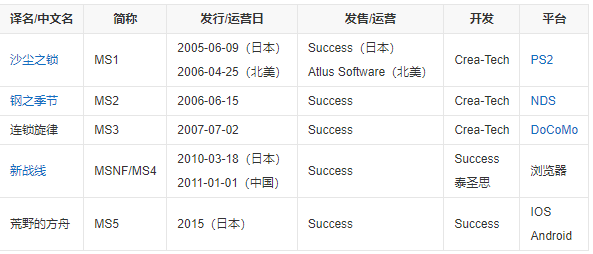 译名/中文名 简称 发行/运营日 发售/运营 开发 平台
沙尘之锁 MS1 2005-06-09（日本） 2006-04-25（北美） Success（日本） Atlus Software（北美） Crea-Tech PS2
钢之季节 MS2 2006-06-15 Success Crea-Tech NDS
连锁旋律 MS3 2007-07-02 Success Crea-Tech DoCoMo
新战线 MSNF/MS4 2010-03-18（日本） 2011-01-01（中国） Success Success 泰圣思 浏览器
荒野的方舟 MS5 2015（日本） Success Success IOS Android